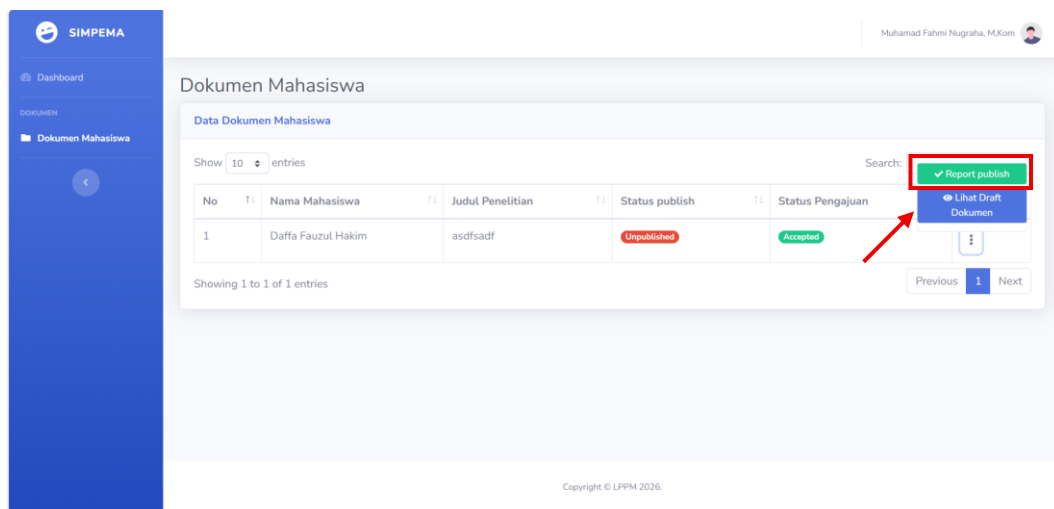 SIMPEMA
Muhamad Fahmi Nugraha, M,Kom
Dashboard
DOKUMEN
Dokumen Mahasiswa
Dokumen Mahasiswa
Data Dokumen Mahasiswa
Show 10 entries
Search:
Report publish
Lihat Draft
Dokumen
No Nama Mahasiswa Judul Penelitian Status publish Status Pengajuan
1 Daffa Fauzul Hakim asdfsadf Unpublished Accepted
Showing 1 to 1 of 1 entries
Previous 1 Next
Copyright © LPPM 2026.